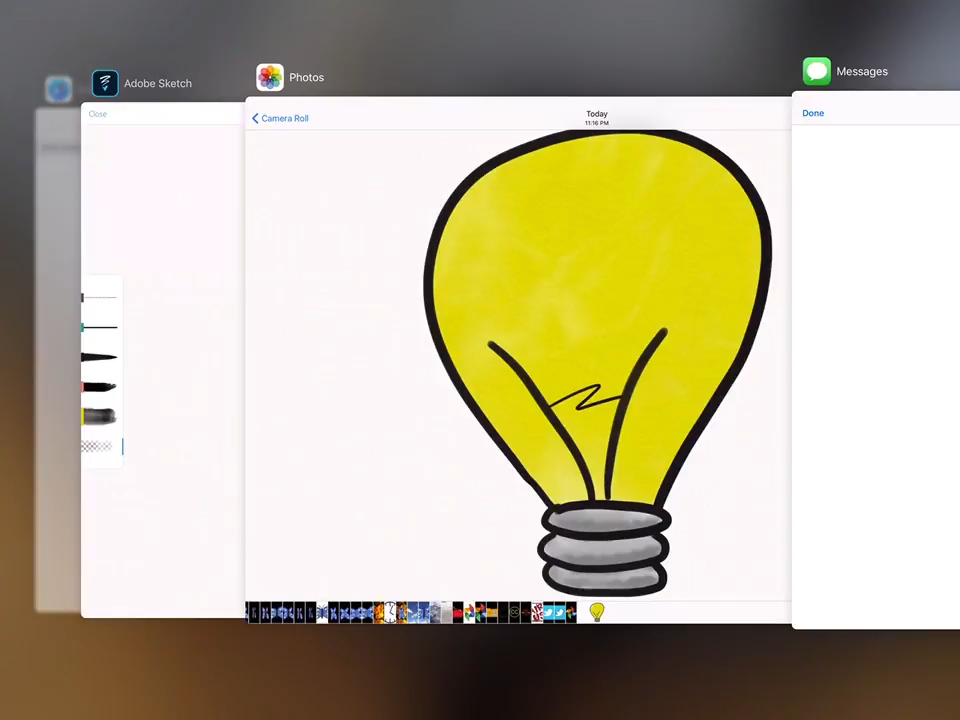 Adobe Sketch
Photos
Messages
Close
Camera Roll
Today
11:16 PM
Done